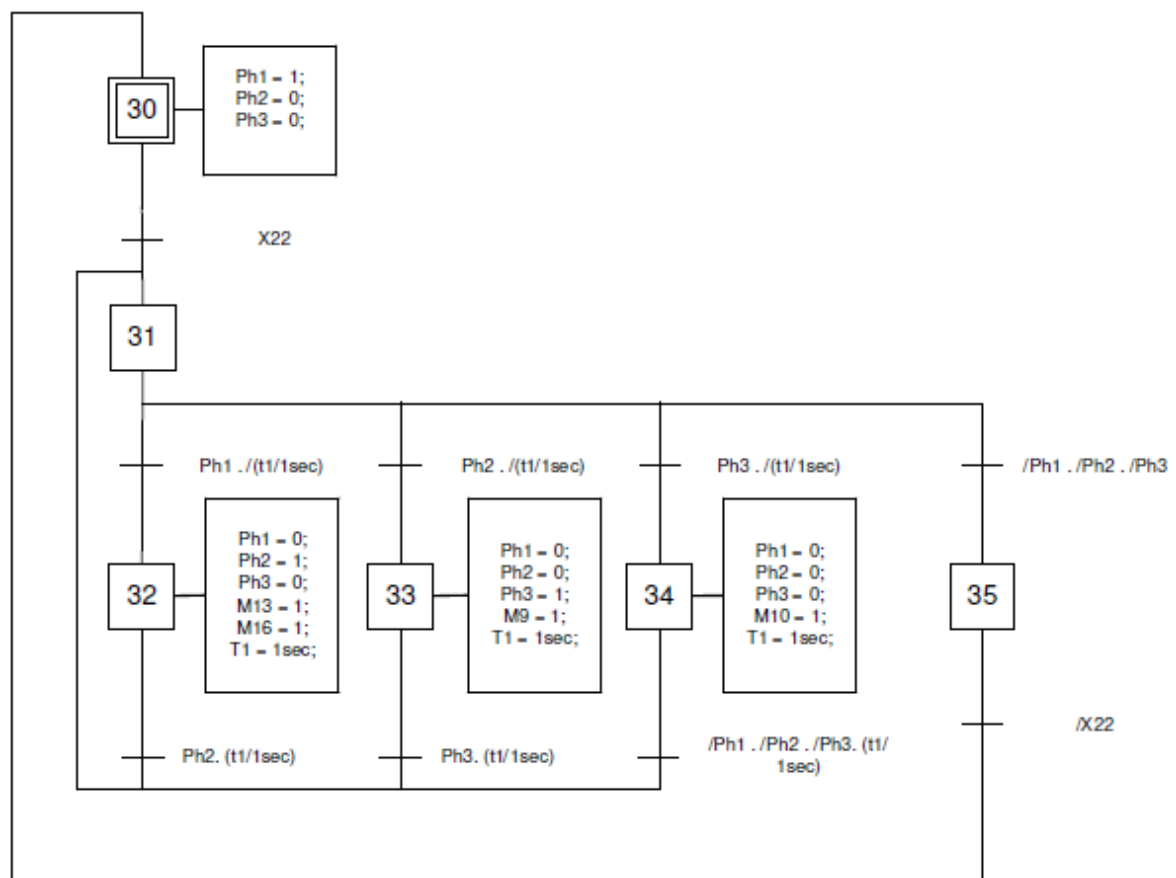 30
Ph1 = 1;
Ph2 = 0;
Ph3 = 0;
X22
31
Ph1 . /(t1/1sec)
Ph2 . /(t1/1sec)
Ph3 . /(t1/1sec)
/Ph1 . /Ph2 . /Ph3
32
Ph1 = 0;
Ph2 = 1;
Ph3 = 0;
M13 = 1;
M16 = 1;
T1 = 1sec;
33
Ph1 = 0;
Ph2 = 0;
Ph3 = 1;
M9 = 1;
T1 = 1sec;
34
Ph1 = 0;
Ph2 = 0;
Ph3 = 0;
M10 = 1;
T1 = 1sec;
35
Ph2. (t1/1sec)
Ph3. (t1/1sec)
/Ph1 . /Ph2 . /Ph3. (t1/
1sec)
/X22